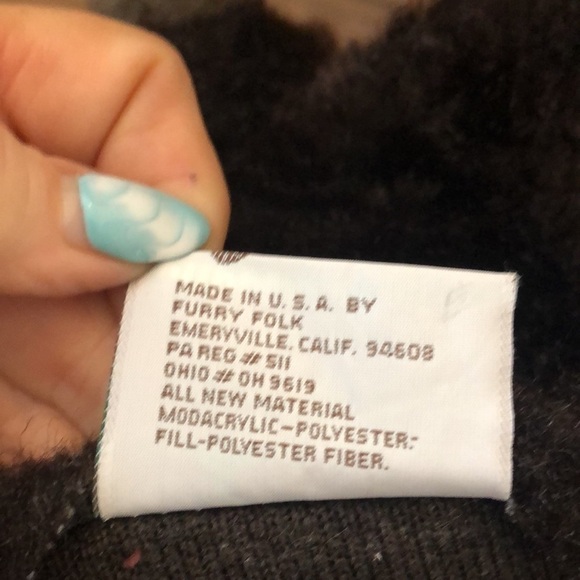 MADE IN U. S. A. BY
FURRY FOLK
EMERYVILLE, CALIF. 94608
PA REG # 511
OHIO # OH 9619
ALL NEW MATERIAL
MODACRYLIC-POLYESTER:-
FILL-POLYESTER FIBER.